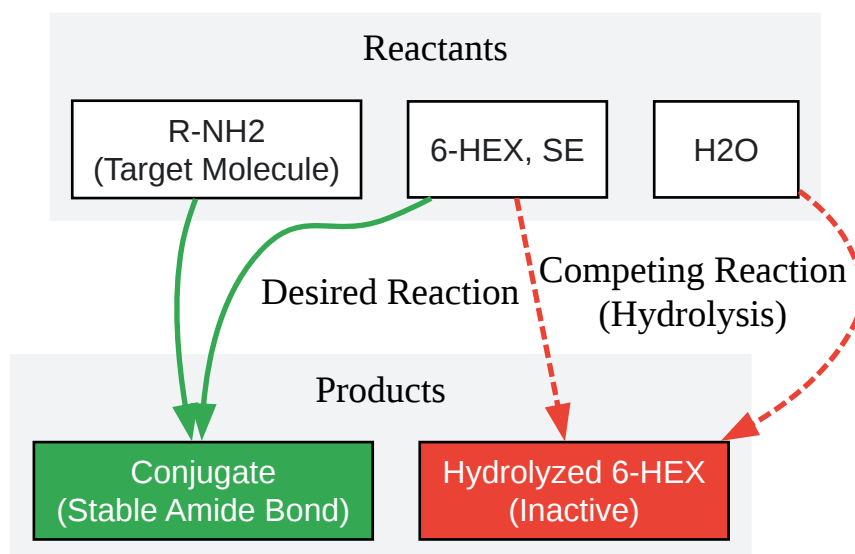 Reactants
R-NH2
(Target Molecule)
6-HEX, SE
H2O
Desired Reaction
Competing Reaction
(Hydrolysis)
Products
Conjugate
(Stable Amide Bond)
Hydrolyzed 6-HEX
(Inactive)